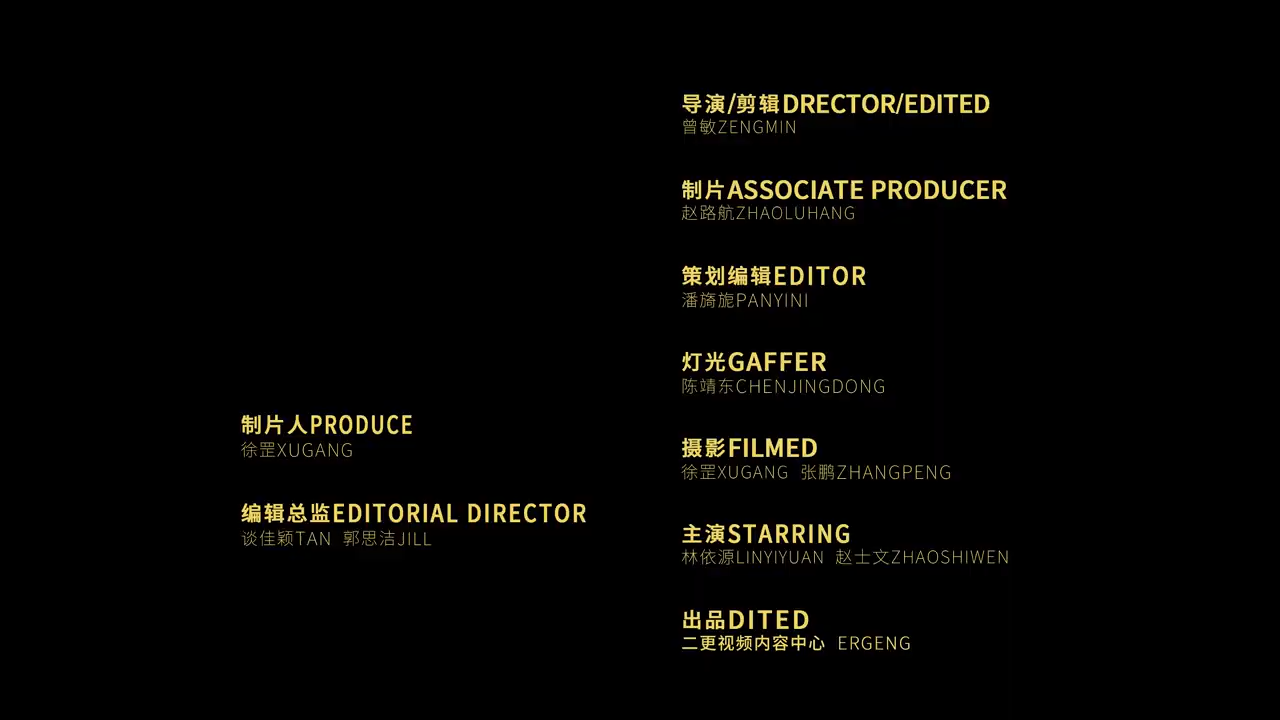 制片人PRODUCE
徐罡XUGANG
编辑总监EDITORIAL DIRECTOR
谈佳颖TAN 郭思洁JILL
导演/剪辑DRECTOR/EDITED
曾敏ZENGMIN
制片ASSOCIATE PRODUCER
赵路航ZHAOLUHANG
策划编辑EDITOR
潘旖旎PANYINI
灯光GAFFER
陈靖东CHENJINGDONG
摄影FILMED
徐罡XUGANG 张鹏ZHANGPENG
主演STARRING
林依源LINYIYUAN 赵士文ZHAOSHIWEN
出品DITED
二更视频内容中心 ERGENG